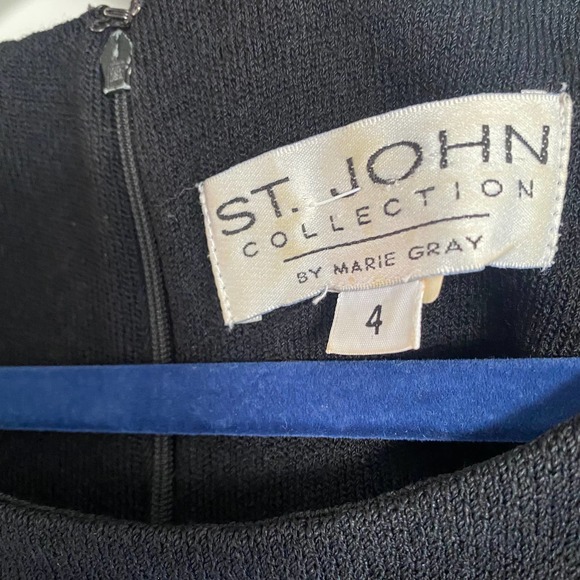 ST. JOHN
COLLECTION
BY MARIE GRAY
4